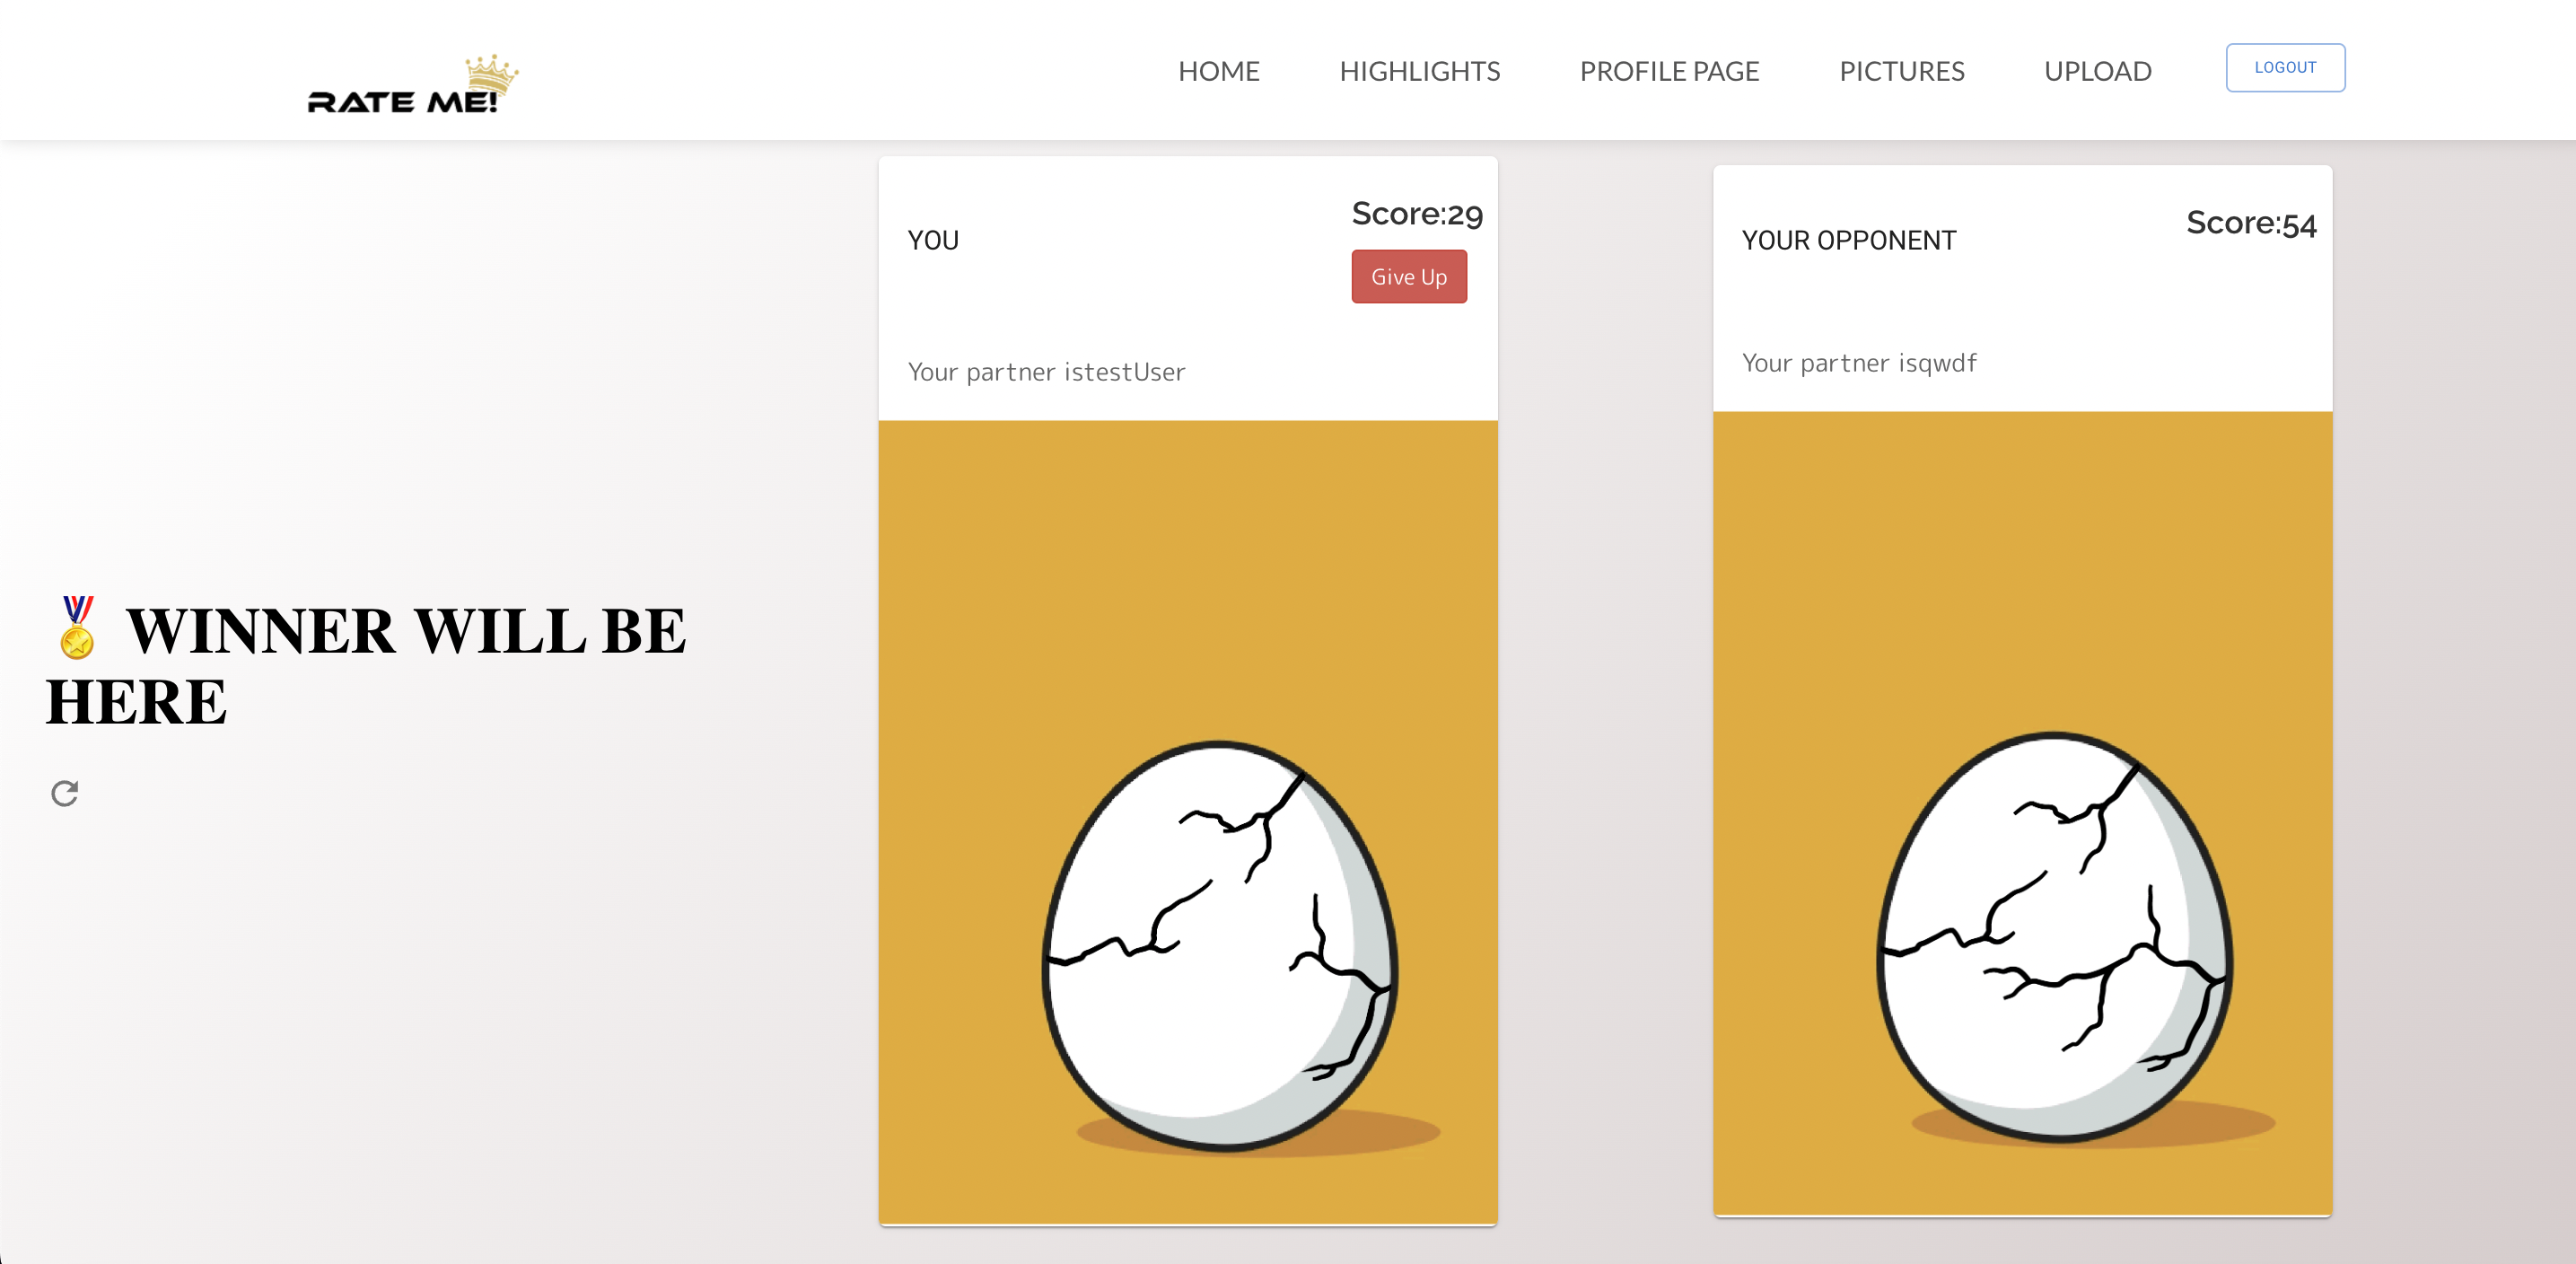 RATE ME!
HOME HIGHLIGHTS PROFILE PAGE PICTURES UPLOAD LOGOUT
🏅 WINNER WILL BE
HERE
YOU
Score:29
Give Up
Your partner istestUser
YOUR OPPONENT
Score:54
Your partner isqwdf